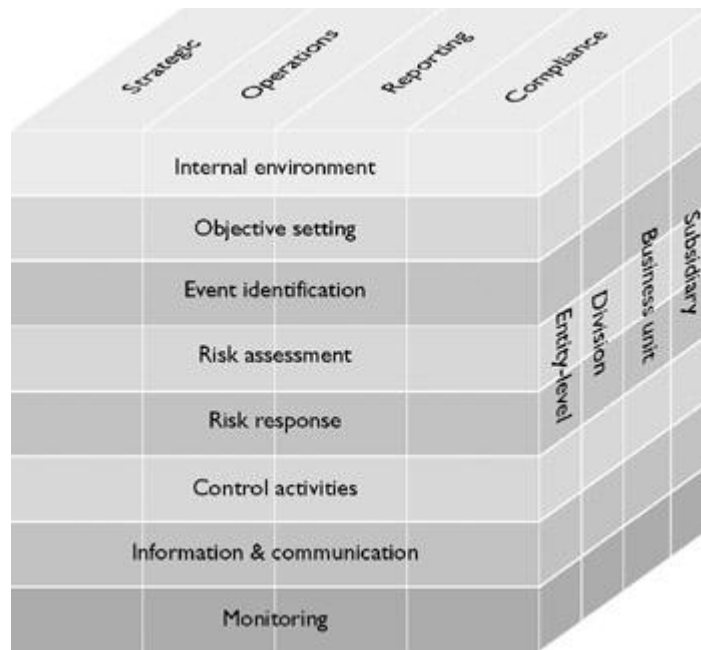 Strategic
Operations
Reporting
Compliance
Internal environment
Objective setting
Event identification
Risk assessment
Risk response
Control activities
Information & communication
Monitoring
Entity-level
Division
Business unit
Subsidiary